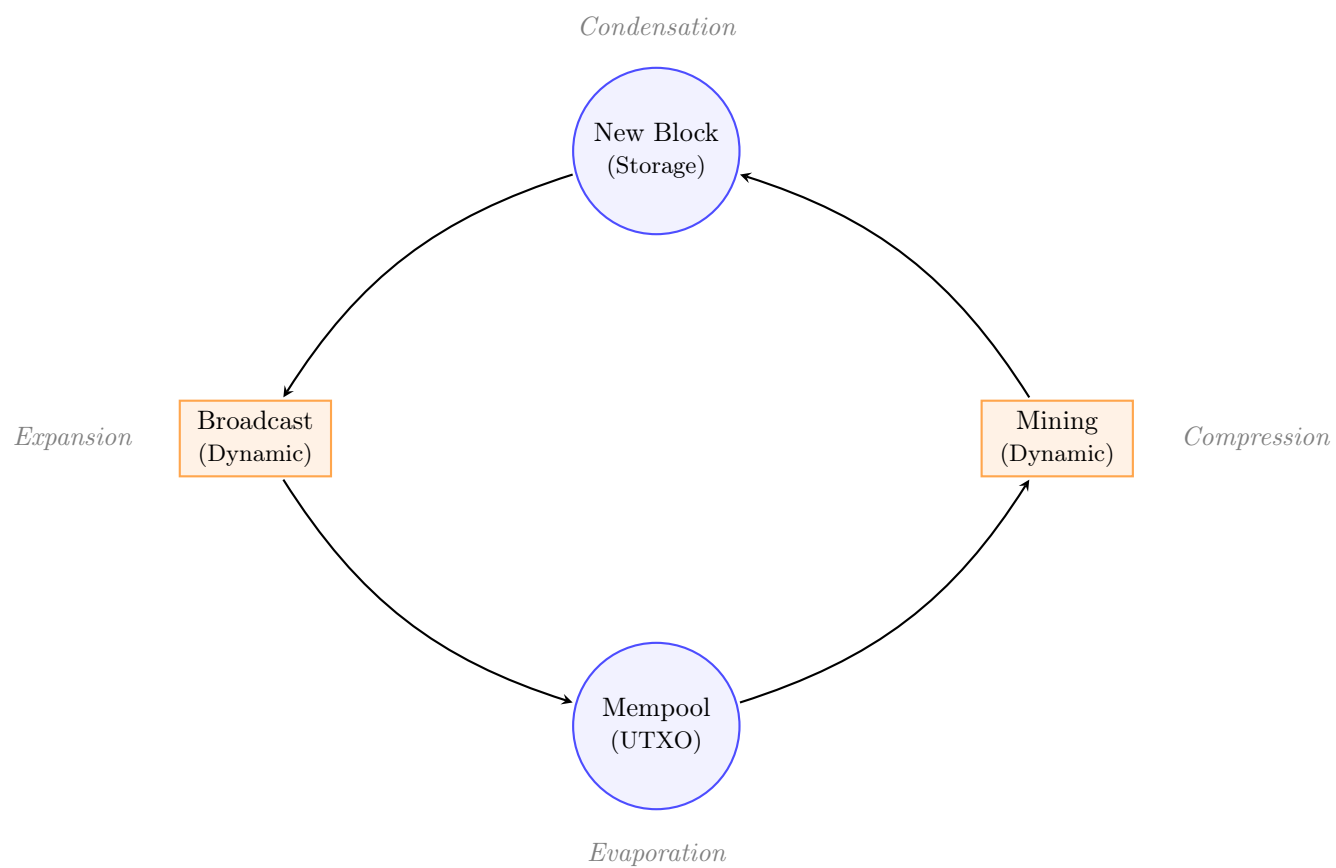 Condensation
New Block
(Storage)
Broadcast
(Dynamic)
Expansion
Mining
(Dynamic)
Compression
Mempool
(UTXO)
Evaporation